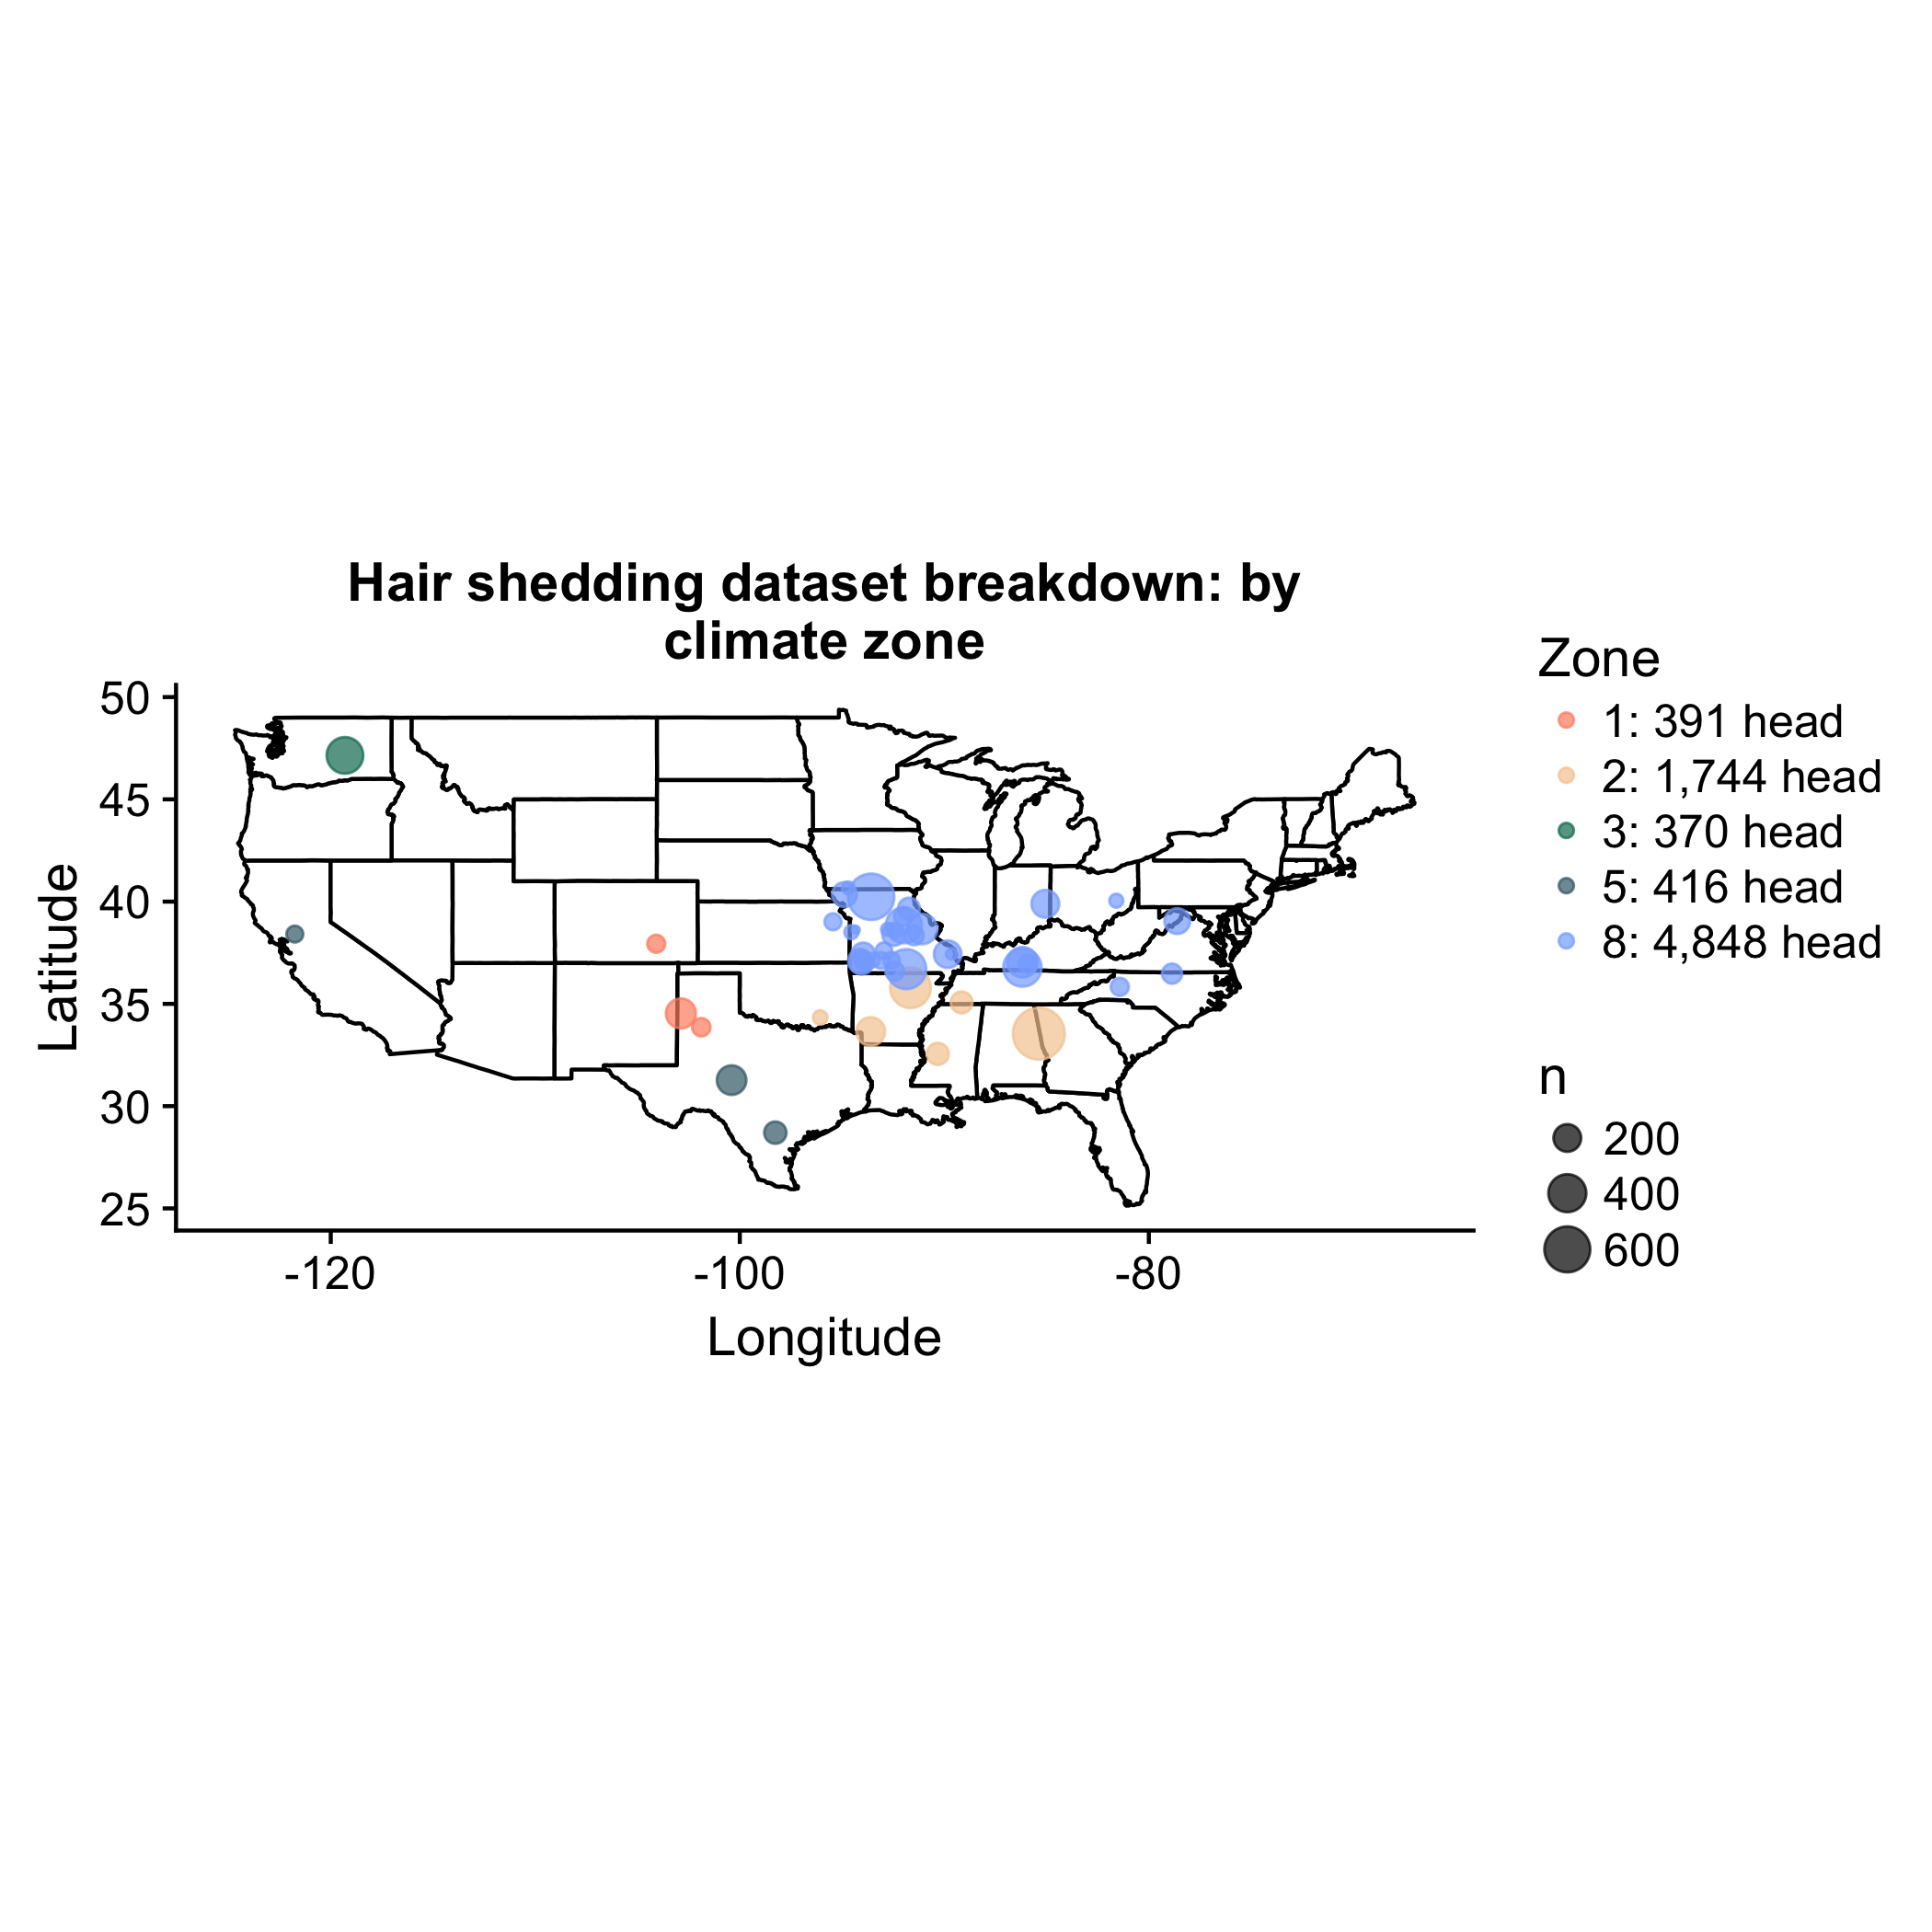 Hair shedding dataset breakdown: by
climate zone
50
45
40
35
30
25
Latitude
-120
-100
-80
Longitude
Zone
1: 391 head
2: 1,744 head
3: 370 head
5: 416 head
8: 4,848 head
n
200
400
600